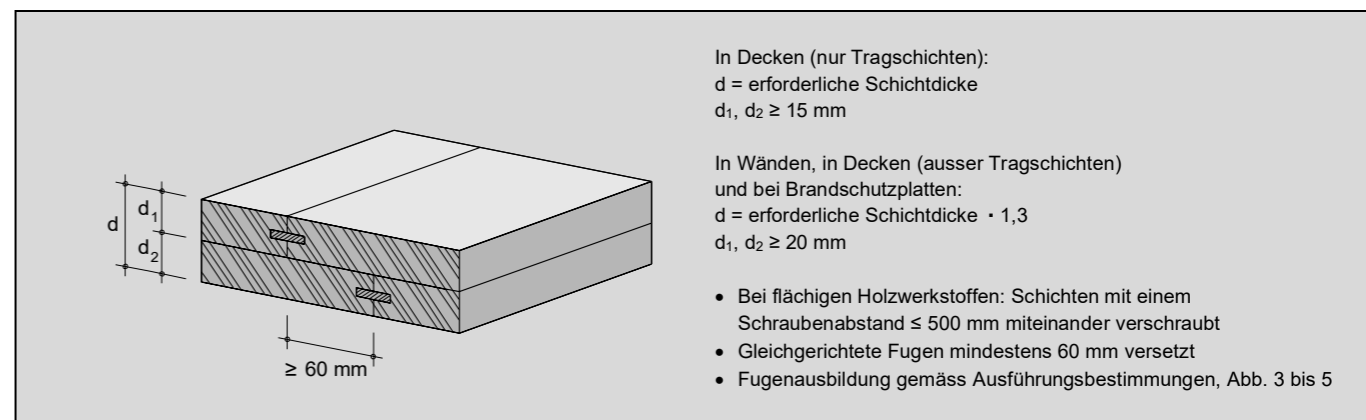 In Decken (nur Tragschichten):
d = erforderliche Schichtdicke
d₁, d₂ ≥ 15 mm
In Wänden, in Decken (ausser Tragschichten)
und bei Brandschutzplatten:
d = erforderliche Schichtdicke · 1,3
d₁, d₂ ≥ 20 mm
• Bei flächigen Holzwerkstoffen: Schichten mit einem
Schraubenabstand ≤ 500 mm miteinander verschraubt
• Gleichgerichtete Fugen mindestens 60 mm versetzt
• Fugenausbildung gemäss Ausführungsbestimmungen, Abb. 3 bis 5
d
d₁
d₂
≥ 60 mm